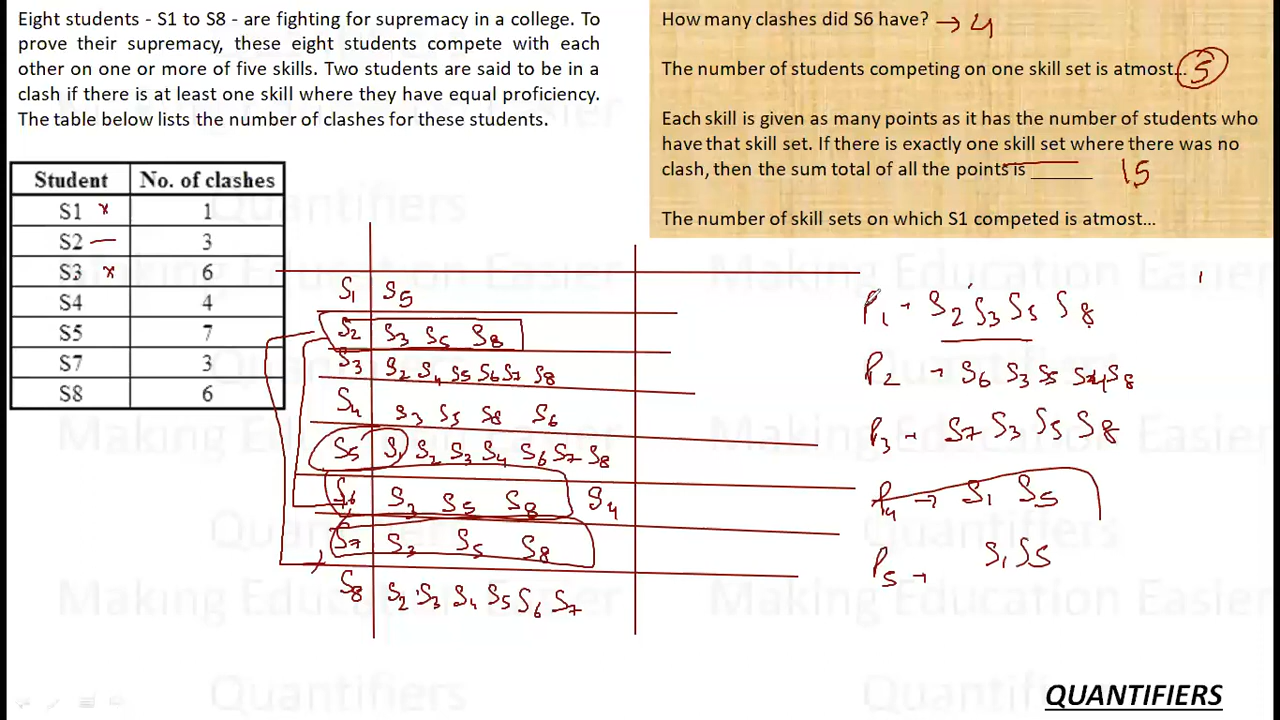 Eight students - S1 to S8 - are fighting for supremacy in a college. To
prove their supremacy, these eight students compete with each
other on one or more of five skills. Two students are said to be in a
clash if there is at least one skill where they have equal proficiency.
The table below lists the number of clashes for these students.
Student No. of clashes
S1 x 1
S2 — 3
S3 x 6
S4 4
S5 7
S7 3
S8 6
How many clashes did S6 have? → 4
The number of students competing on one skill set is atmost... 5
Each skill is given as many points as it has the number of students who
have that skill set. If there is exactly one skill set where there was no
clash, then the sum total of all the points is ______ 15
The number of skill sets on which S1 competed is atmost...
S1 S5
S2 S3 S5 S8
S3 S2 S4 S5 S6 S7 S8
S4 S3 S5 S8 S6
S5 S1 S2 S3 S4 S6 S7 S8
S6 S3 S5 S8 S4
S7 S3 S5 S8
S8 S2 S3 S4 S5 S6 S7
P1 → S2 S3 S5 S8
P2 → S6 S3 S5 S4 S8
P3 → S7 S3 S5 S8
P4 → S1 S5
P5 → S1 S5
Quantifiers
Making Education Easier
QUANTIFIERS